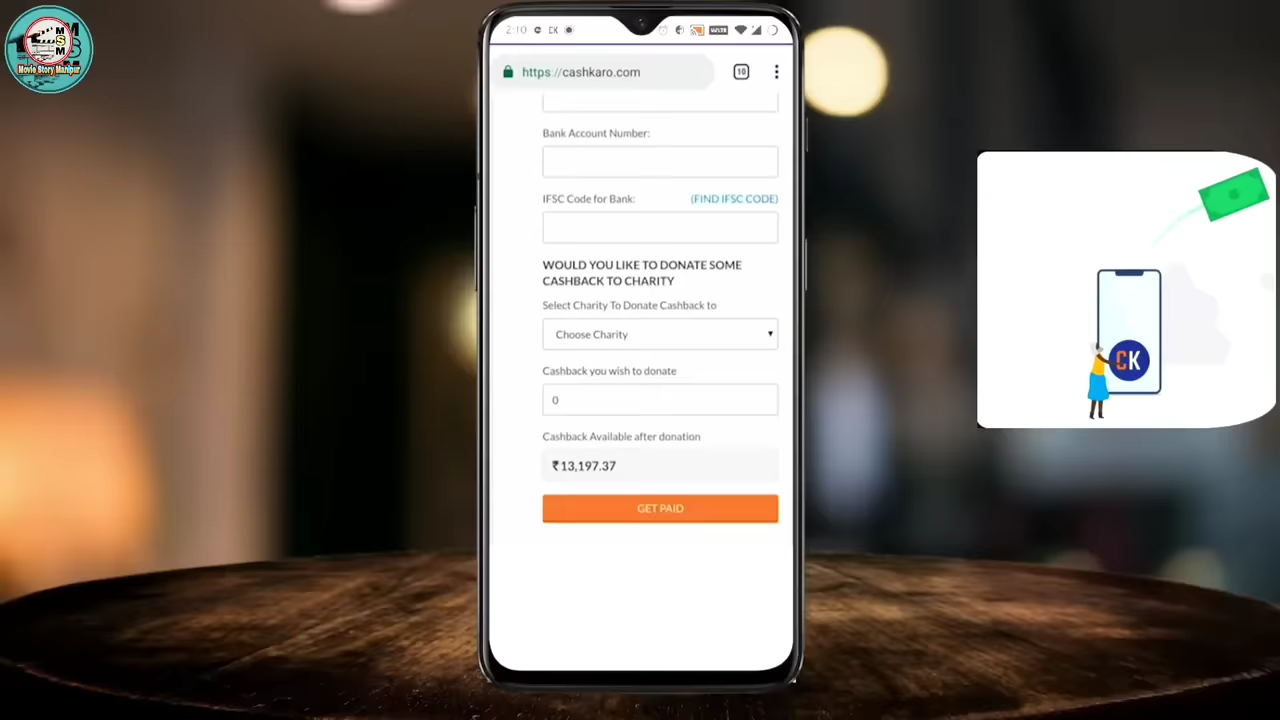 M
S
M
Movie Story Manipur
2:10 CK
10
https://cashkaro.com
Bank Account Number:
IFSC Code for Bank: (FIND IFSC CODE)
WOULD YOU LIKE TO DONATE SOME
CASHBACK TO CHARITY
Select Charity To Donate Cashback to
Choose Charity
Cashback you wish to donate
0
Cashback Available after donation
₹13,197.37
GET PAID
CK